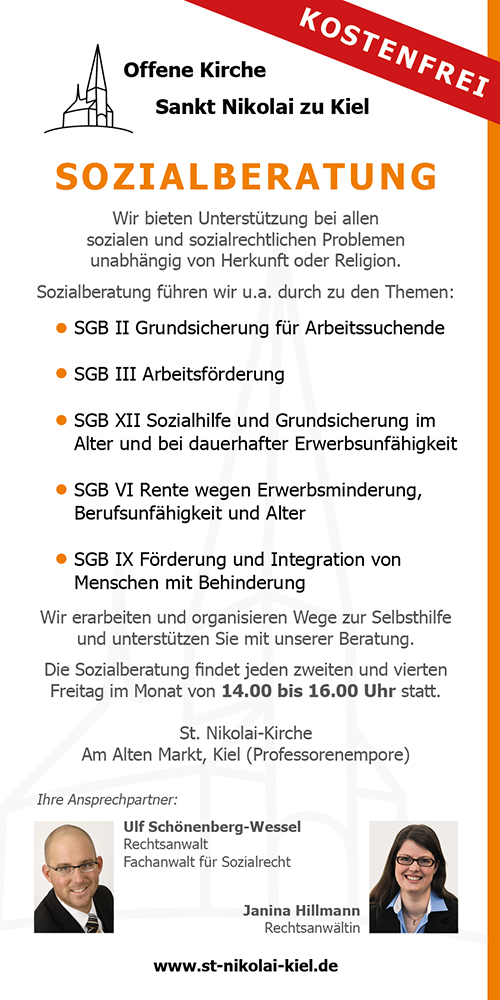 KOSTENFREI
Offene Kirche
Sankt Nikolai zu Kiel
SOZIALBERATUNG
Wir bieten Unterstützung bei allen
sozialen und sozialrechtlichen Problemen
unabhängig von Herkunft oder Religion.
Sozialberatung führen wir u.a. durch zu den Themen:
• SGB II Grundsicherung für Arbeitssuchende
• SGB III Arbeitsförderung
• SGB XII Sozialhilfe und Grundsicherung im
Alter und bei dauerhafter Erwerbsunfähigkeit
• SGB VI Rente wegen Erwerbsminderung,
Berufsunfähigkeit und Alter
• SGB IX Förderung und Integration von
Menschen mit Behinderung
Wir erarbeiten und organisieren Wege zur Selbsthilfe
und unterstützen Sie mit unserer Beratung.
Die Sozialberatung findet jeden zweiten und vierten
Freitag im Monat von 14.00 bis 16.00 Uhr statt.
St. Nikolai-Kirche
Am Alten Markt, Kiel (Professorenempore)
Ihre Ansprechpartner:
Ulf Schönenberg-Wessel
Rechtsanwalt
Fachanwalt für Sozialrecht
Janina Hillmann
Rechtsanwältin
www.st-nikolai-kiel.de